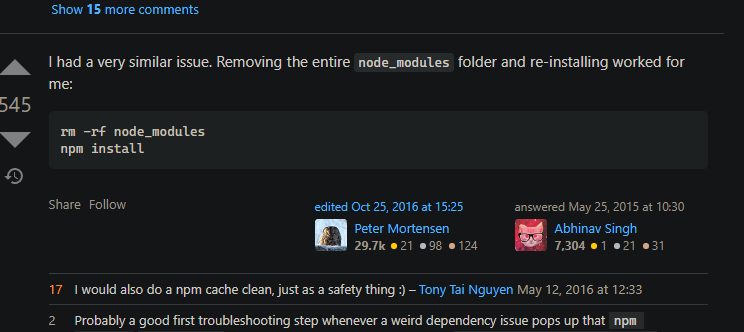 Show 15 more comments
I had a very similar issue. Removing the entire node_modules folder and re-installing worked for
me:
545
rm -rf node_modules
npm install
Share Follow
edited Oct 25, 2016 at 15:25
Peter Mortensen
29.7k 21 98 124
answered May 25, 2015 at 10:30
Abhinav Singh
7,304 1 21 31
17 I would also do a npm cache clean, just as a safety thing :) – Tony Tai Nguyen May 12, 2016 at 12:33
2 Probably a good first troubleshooting step whenever a weird dependency issue pops up that npm